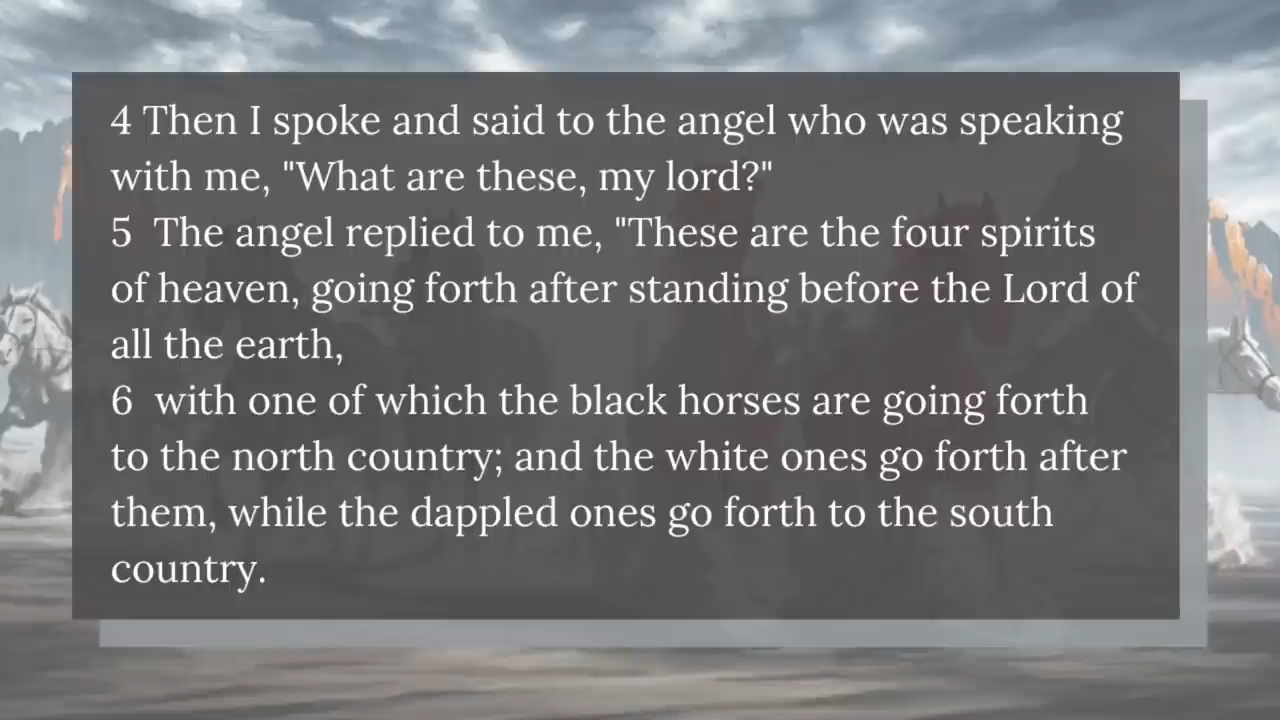 4 Then I spoke and said to the angel who was speaking
with me, "What are these, my lord?"
5  The angel replied to me, "These are the four spirits
of heaven, going forth after standing before the Lord of
all the earth,
6  with one of which the black horses are going forth
to the north country; and the white ones go forth after
them, while the dappled ones go forth to the south
country.